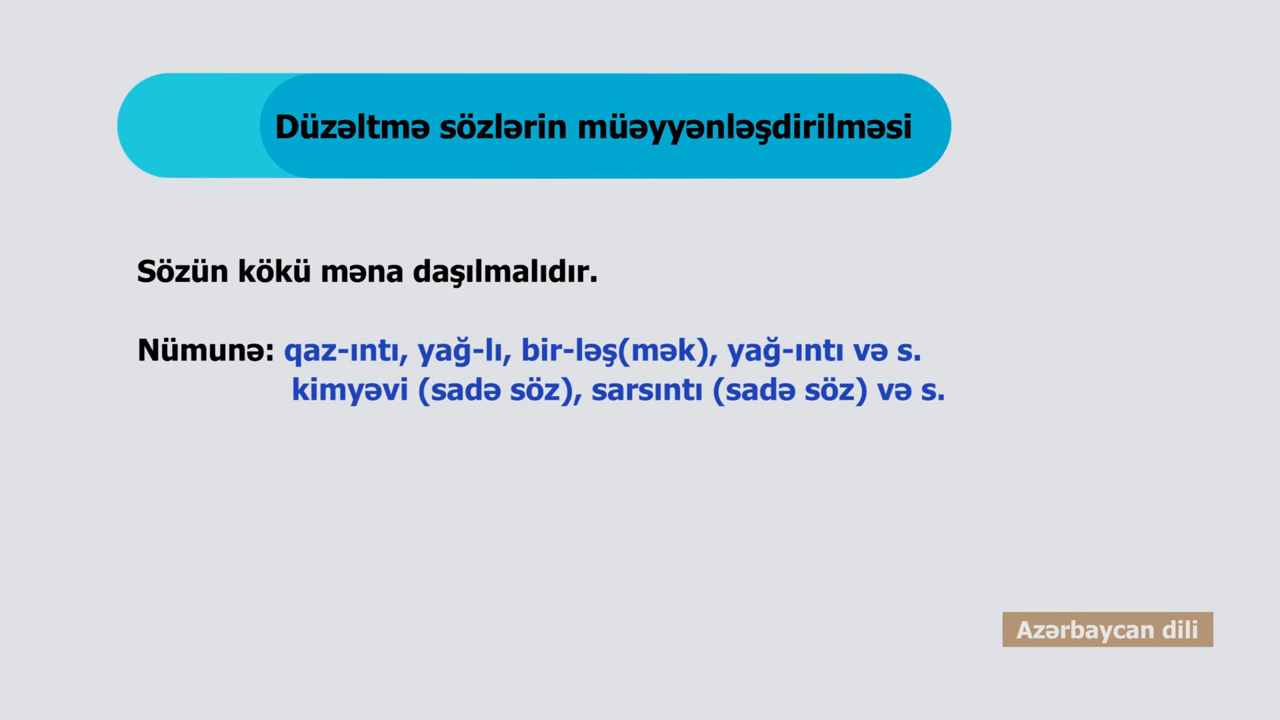 Düzəltmə sözlərin müəyyənləşdirilməsi
Sözün kökü məna daşılmalıdır.
Nümunə: qaz-ıntı, yağ-lı, bir-ləş(mək), yağ-ıntı və s.
kimyəvi (sadə söz), sarsıntı (sadə söz) və s.
Azərbaycan dili